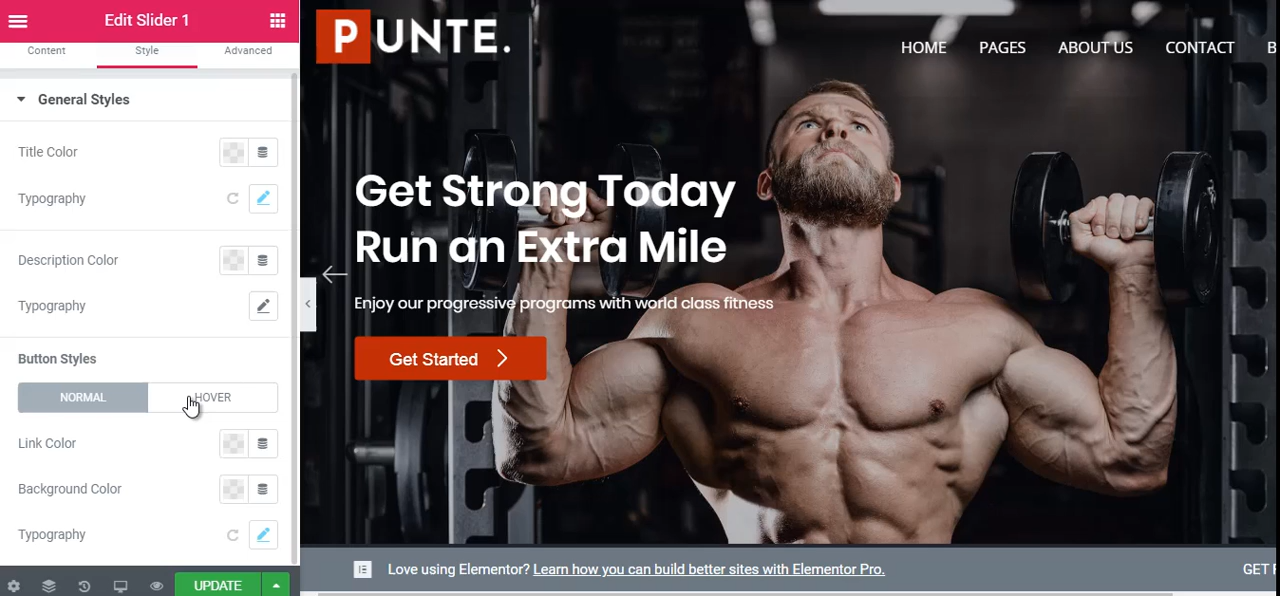 Edit Slider 1
Content Style Advanced
General Styles
Title Color
Typography
Description Color
Typography
Button Styles
NORMAL HOVER
Link Color
Background Color
Typography
UPDATE
PUNTE.
HOME PAGES ABOUT US CONTACT B
Get Strong Today
Run an Extra Mile
Enjoy our progressive programs with world class fitness
Get Started
Love using Elementor? Learn how you can build better sites with Elementor Pro.
GET F